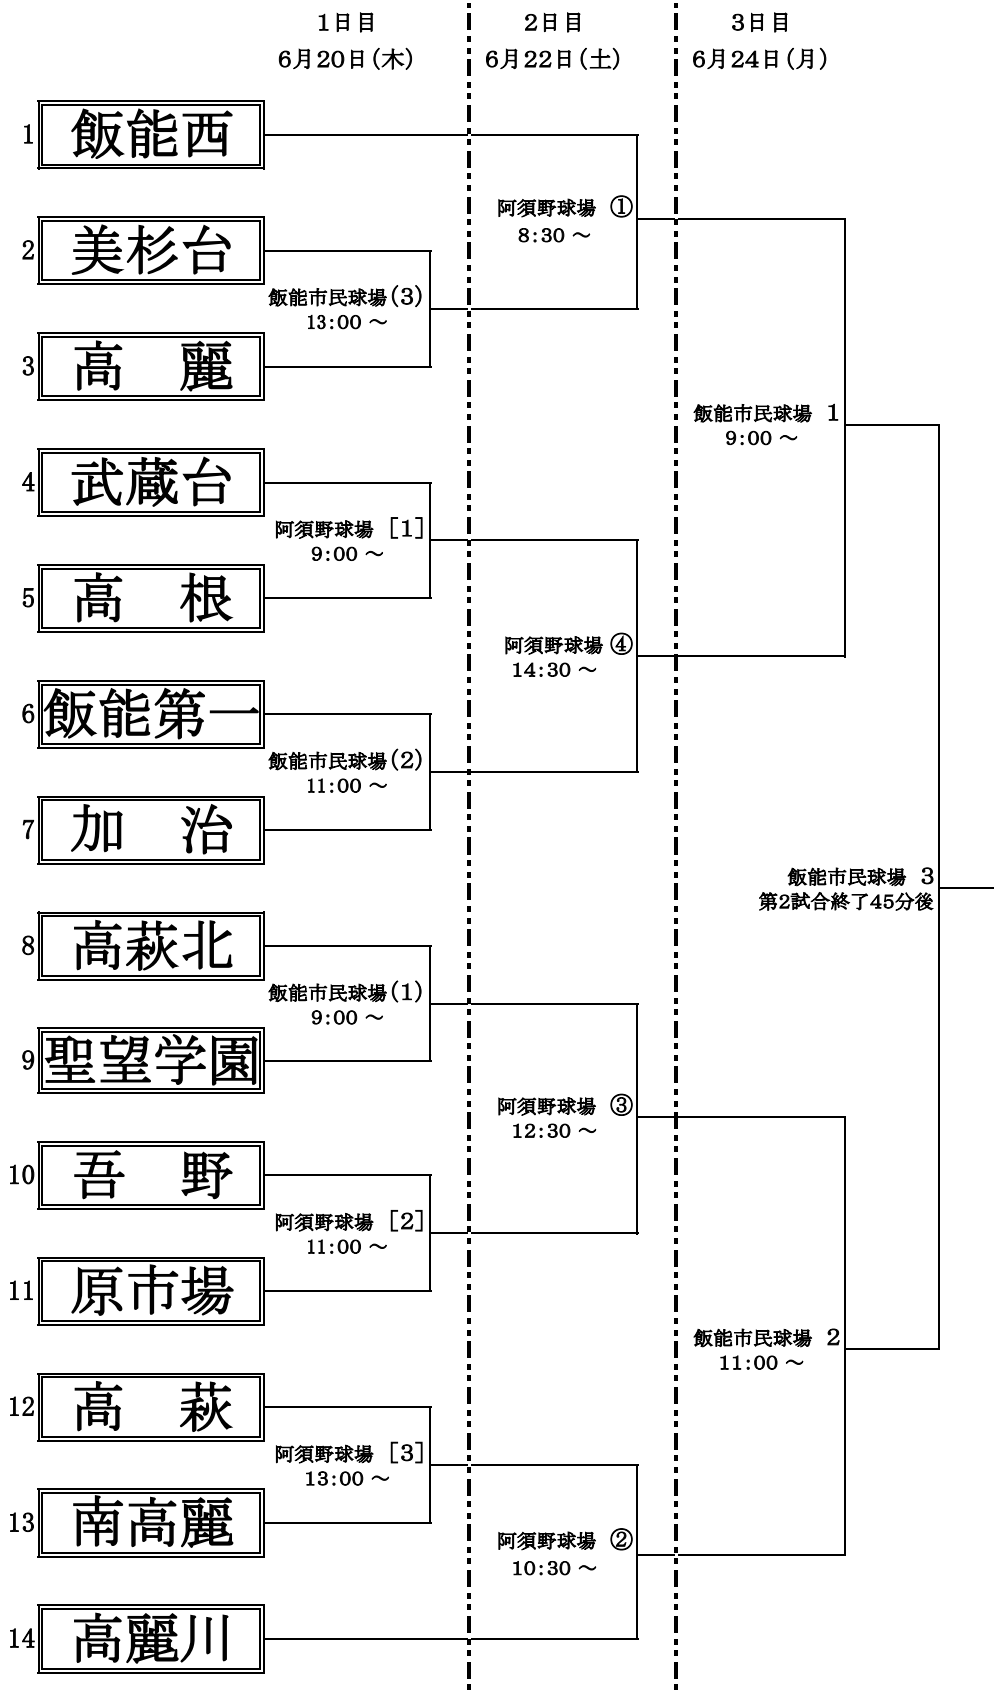 1日目
6月20日(木)
2日目
6月22日(土)
3日目
6月24日(月)
1 飯能西
阿須野球場 ①
8:30 ～
2 美杉台
飯能市民球場(3)
13:00 ～
3 高 麗
飯能市民球場 1
9:00 ～
4 武蔵台
阿須野球場 [1]
9:00 ～
5 高 根
阿須野球場 ④
14:30 ～
6 飯能第一
飯能市民球場(2)
11:00 ～
7 加 治
飯能市民球場 3
第2試合終了45分後
8 高萩北
飯能市民球場(1)
9:00 ～
9 聖望学園
阿須野球場 ③
12:30 ～
10 吾 野
阿須野球場 [2]
11:00 ～
11 原市場
飯能市民球場 2
11:00 ～
12 高 萩
阿須野球場 [3]
13:00 ～
13 南高麗
阿須野球場 ②
10:30 ～
14 高麗川